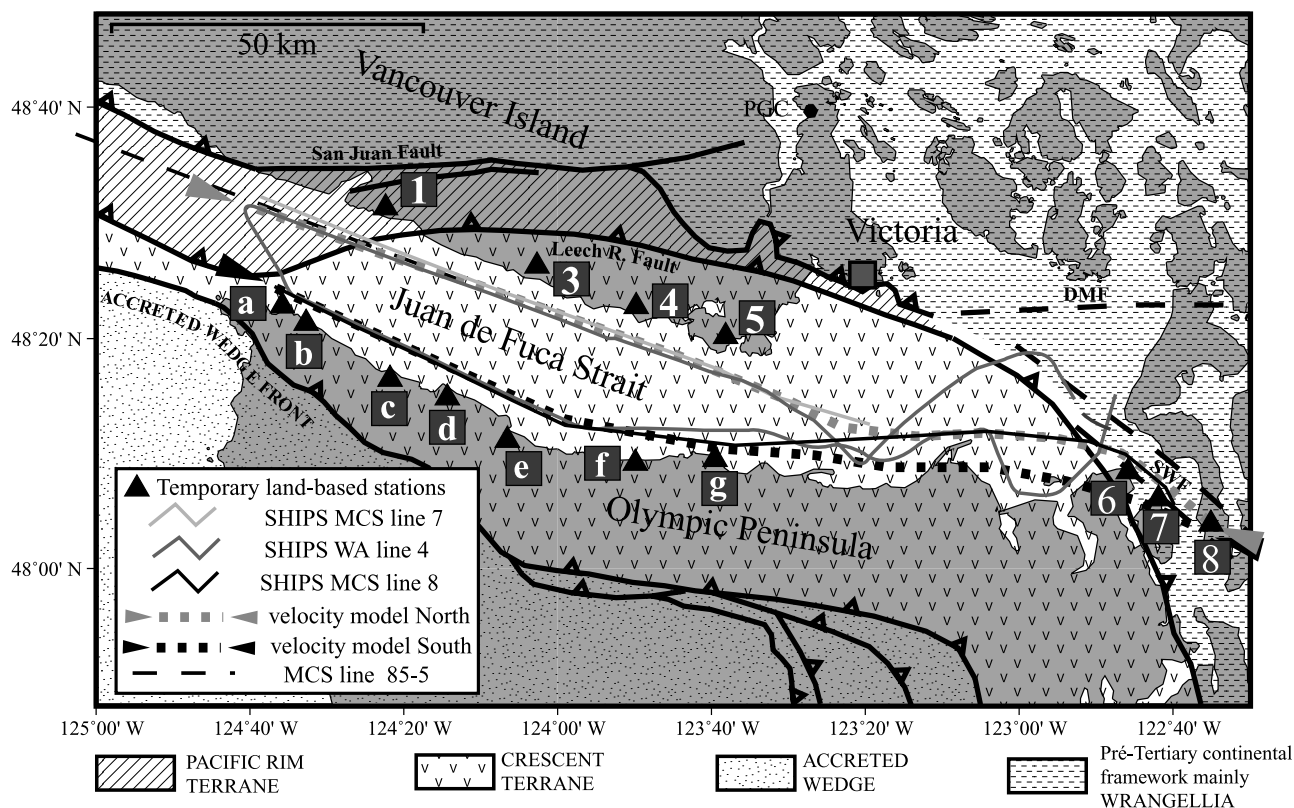 50 km
Vancouver Island
48°40' N
PGC
San Juan Fault
1
Victoria
Leech R. Fault
3
DMF
4
a
Juan de Fuca Strait
5
48°20' N
ACCRETED WEDGE FRONT
b
c
d
e
f
g
SWF
6
7
8
Olympic Peninsula
48°00' N
Temporary land-based stations
SHIPS MCS line 7
SHIPS WA line 4
SHIPS MCS line 8
velocity model North
velocity model South
MCS line 85-5
125°00' W
124°40' W
124°20' W
124°00' W
123°40' W
123°20' W
123°00' W
122°40' W
PACIFIC RIM
TERRANE
CRESCENT
TERRANE
ACCRETED
WEDGE
Pré-Tertiary continental
framework mainly
WRANGELLIA